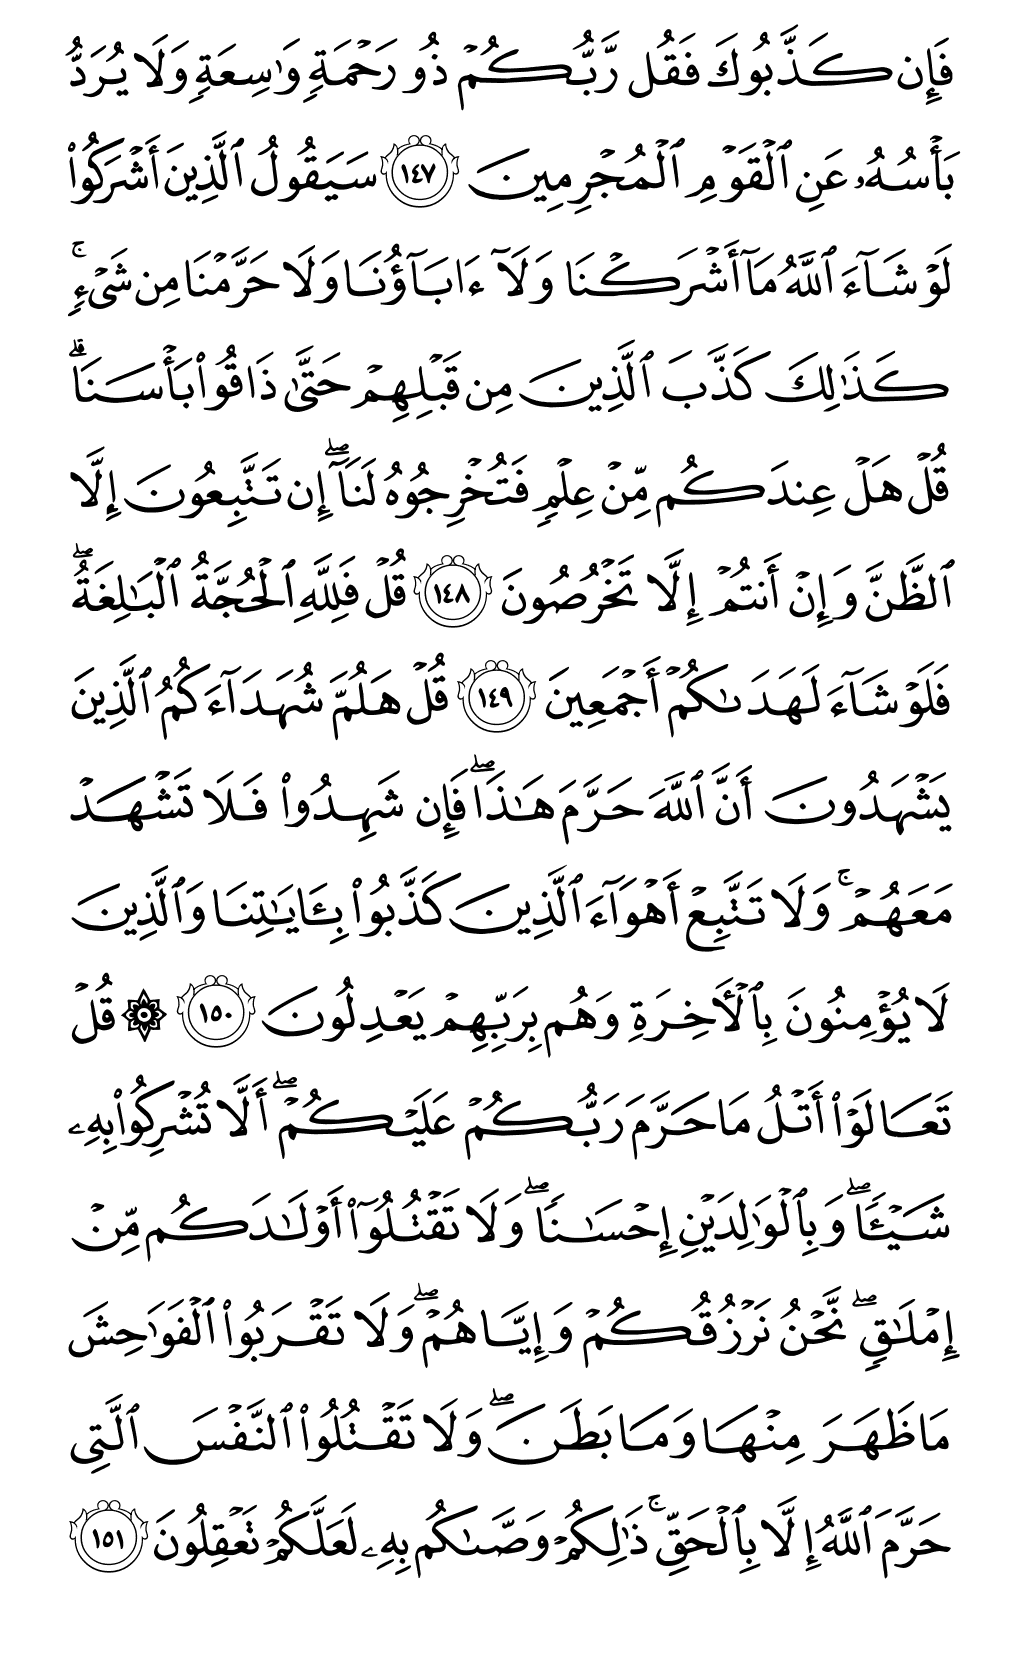 فَإِن كَذَّبُوكَ فَقُل رَّبُّكُمۡ ذُو رَحۡمَةٖ وَٰسِعَةٖ وَلَا يُرَدُّ
بَأۡسُهُۥ عَنِ ٱلۡقَوۡمِ ٱلۡمُجۡرِمِينَ ١٤٧ سَيَقُولُ ٱلَّذِينَ أَشۡرَكُواْ
لَوۡ شَآءَ ٱللَّهُ مَآ أَشۡرَكۡنَا وَلَآ ءَابَآؤُنَا وَلَا حَرَّمۡنَا مِن شَيۡءٖۚ
كَذَٰلِكَ كَذَّبَ ٱلَّذِينَ مِن قَبۡلِهِمۡ حَتَّىٰ ذَاقُواْ بَأۡسَنَاۗ
قُلۡ هَلۡ عِندَكُم مِّنۡ عِلۡمٖ فَتُخۡرِجُوهُ لَنَآۖ إِن تَتَّبِعُونَ إِلَّا
ٱلظَّنَّ وَإِنۡ أَنتُمۡ إِلَّا تَخۡرُصُونَ ١٤٨ قُلۡ فَلِلَّهِ ٱلۡحُجَّةُ ٱلۡبَٰلِغَةُۖ
فَلَوۡ شَآءَ لَهَدَىٰكُمۡ أَجۡمَعِينَ ١٤٩ قُلۡ هَلُمَّ شُهَدَآءَكُمُ ٱلَّذِينَ
يَشۡهَدُونَ أَنَّ ٱللَّهَ حَرَّمَ هَٰذَاۖ فَإِن شَهِدُواْ فَلَا تَشۡهَدۡ
مَعَهُمۡۚ وَلَا تَتَّبِعۡ أَهۡوَآءَ ٱلَّذِينَ كَذَّبُواْ بِـَٔايَٰتِنَا وَٱلَّذِينَ
لَا يُؤۡمِنُونَ بِٱلۡأٓخِرَةِ وَهُم بِرَبِّهِمۡ يَعۡدِلُونَ ١٥٠ ۞ قُلۡ
تَعَالَوۡاْ أَتۡلُ مَا حَرَّمَ رَبُّكُمۡ عَلَيۡكُمۡۖ أَلَّا تُشۡرِكُواْ بِهِۦ
شَيۡـٔٗاۖ وَبِٱلۡوَٰلِدَيۡنِ إِحۡسَٰنٗاۖ وَلَا تَقۡتُلُوٓاْ أَوۡلَٰدَكُم مِّنۡ
إِمۡلَٰقٖۖ نَّحۡنُ نَرۡزُقُكُمۡ وَإِيَّاهُمۡۖ وَلَا تَقۡرَبُواْ ٱلۡفَوَٰحِشَ
مَا ظَهَرَ مِنۡهَا وَمَا بَطَنَۖ وَلَا تَقۡتُلُواْ ٱلنَّفۡسَ ٱلَّتِي
حَرَّمَ ٱللَّهُ إِلَّا بِٱلۡحَقِّۚ ذَٰلِكُمۡ وَصَّىٰكُم بِهِۦ لَعَلَّكُمۡ تَعۡقِلُونَ ١٥١